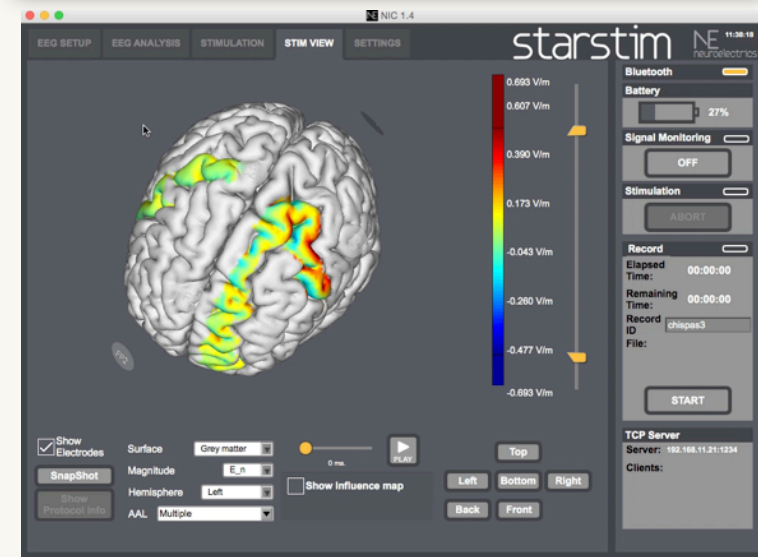 NIC 1.4
EEG SETUP
EEG ANALYSIS
STIMULATION
STIM VIEW
SETTINGS
starstim
NE neuroelectrics
11:38:18
0.693 V/m
0.607 V/m
0.390 V/m
0.173 V/m
-0.043 V/m
-0.260 V/m
-0.477 V/m
-0.693 V/m
FP2
Show Electrodes
SnapShot
Show Protocol Info
Surface Grey matter
Magnitude E_n
Hemisphere Left
AAL Multiple
0 ms.
PLAY
Show Influence map
Top
Left Bottom Right
Back Front
Bluetooth
Battery
27%
Signal Monitoring
OFF
Stimulation
ABORT
Record
Elapsed Time: 00:00:00
Remaining Time: 00:00:00
Record ID chispas3
File:
START
TCP Server
Server: 192.168.11.21:1234
Clients: